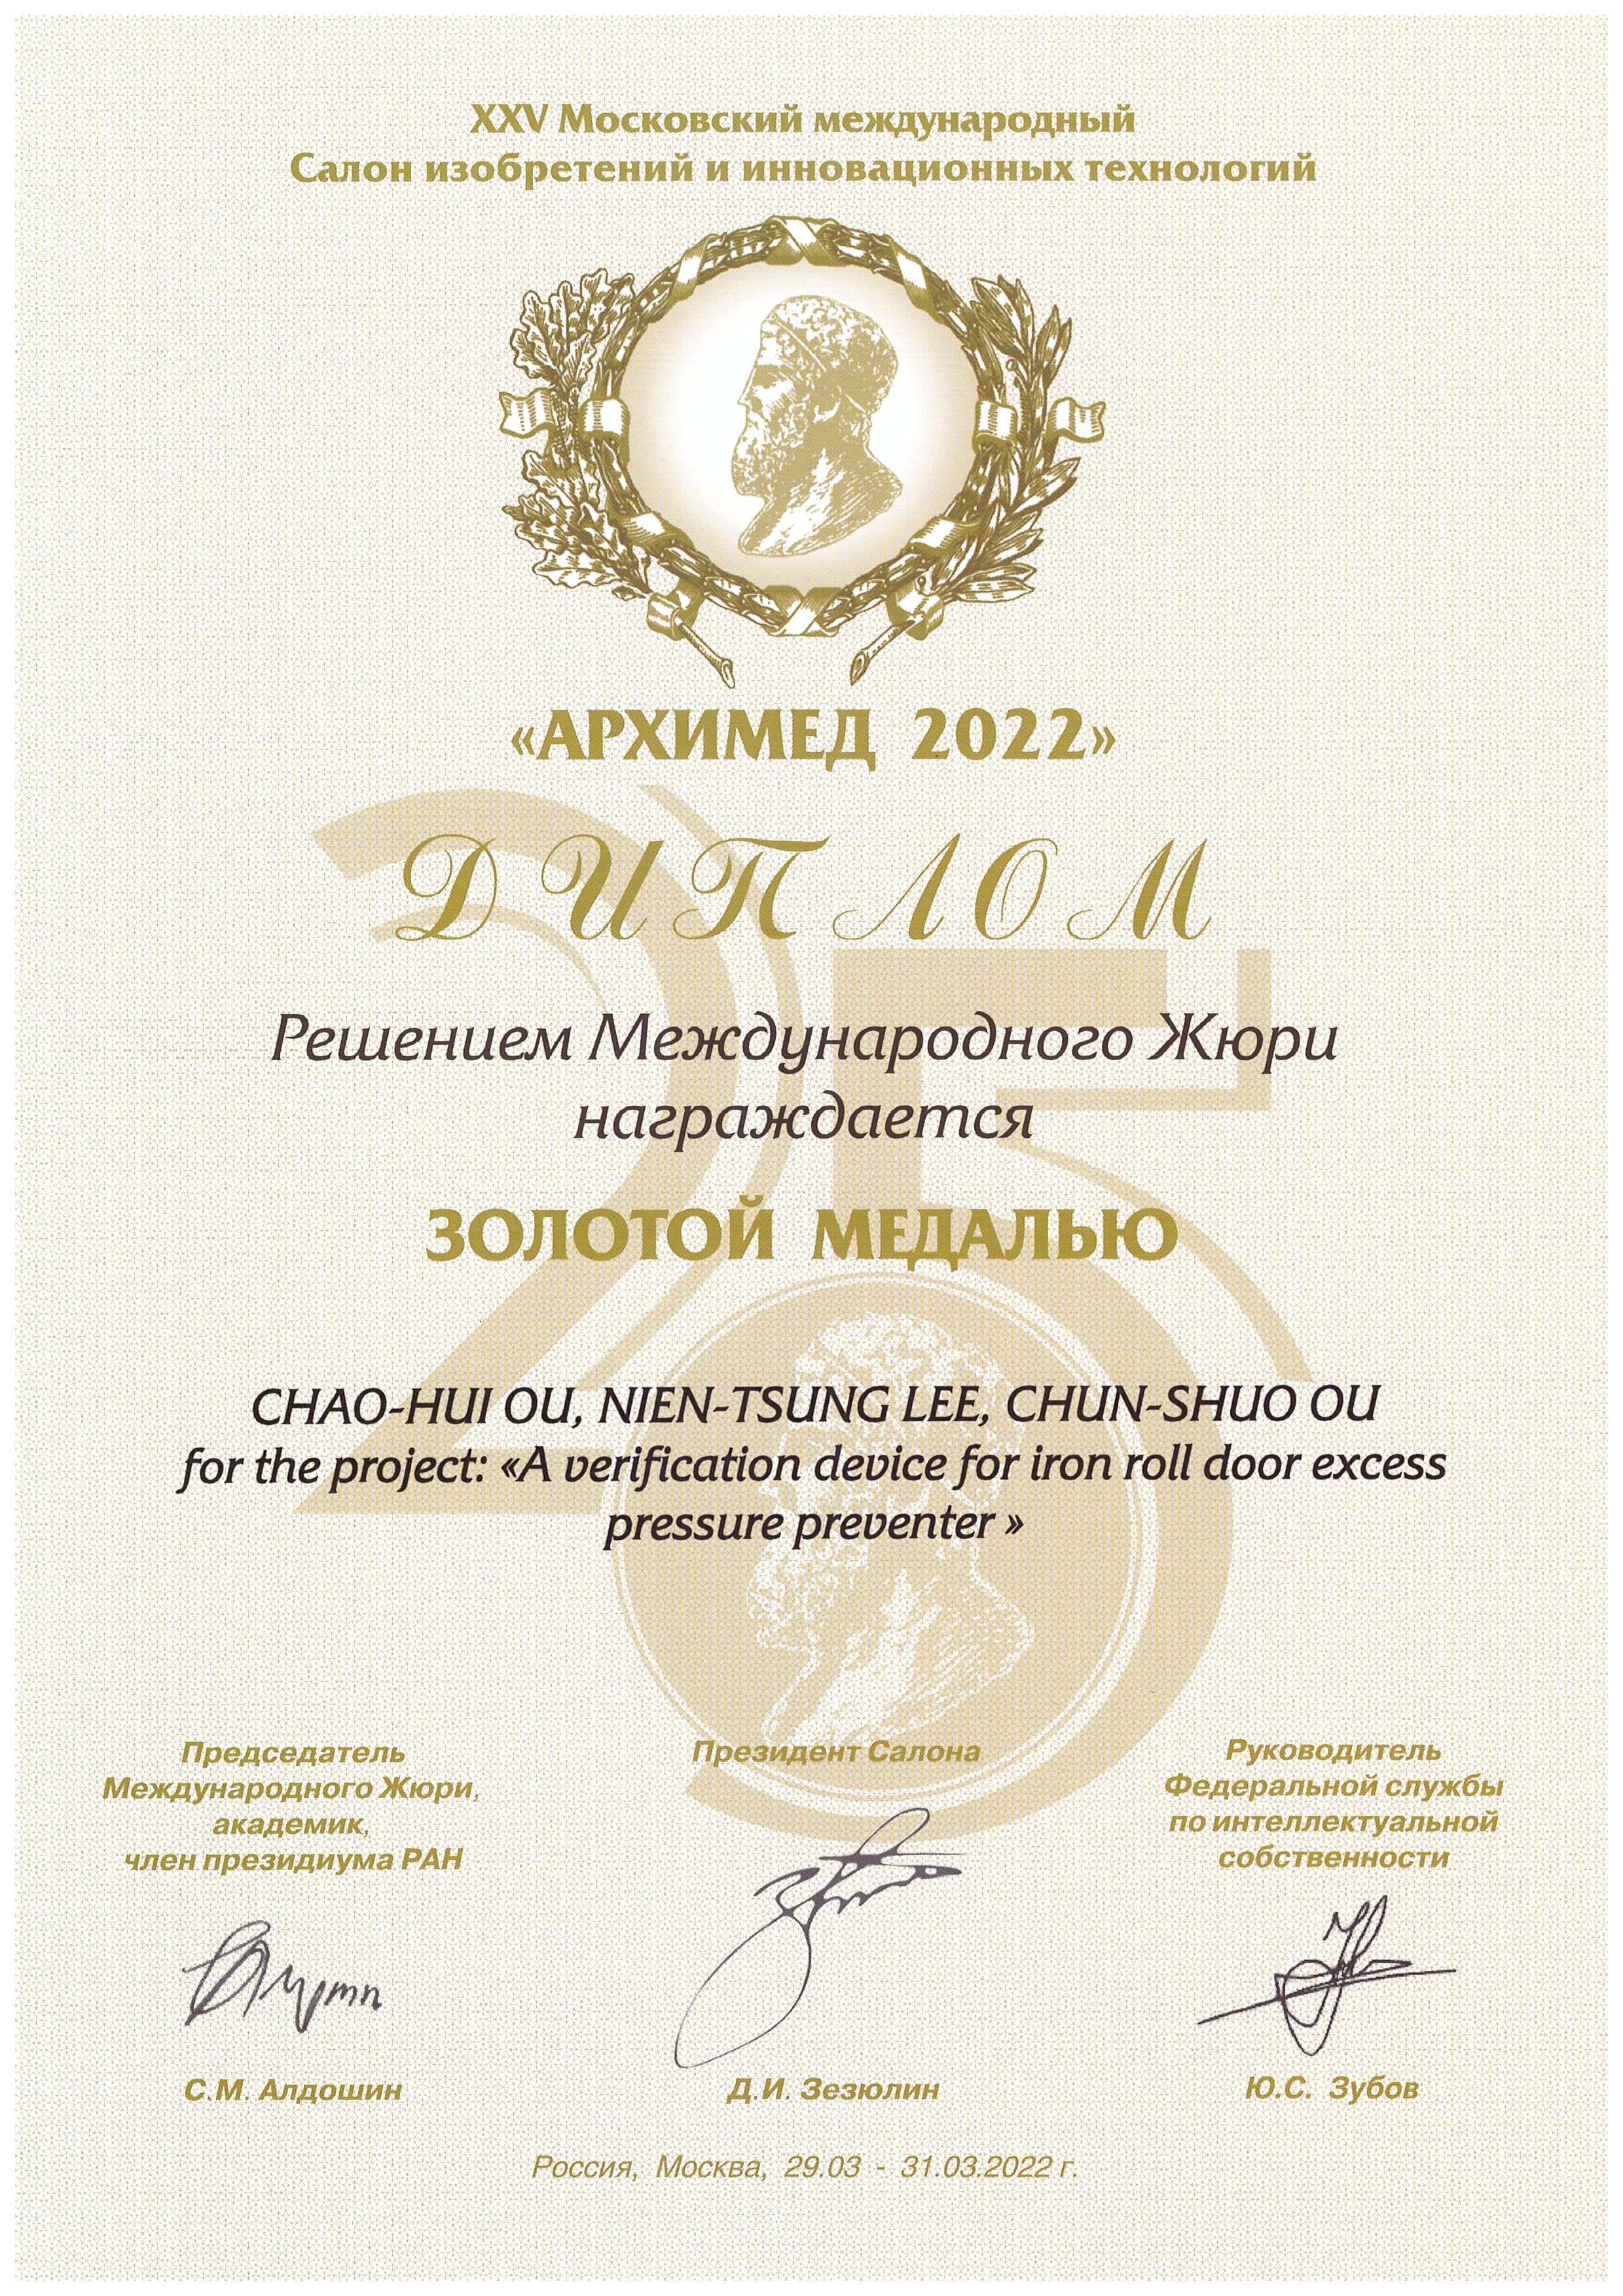 XXV Московский международный
Салон изобретений и инновационных технологий
«АРХИМЕД 2022»
ДИПЛОМ
Решением Международного Жюри
награждается
ЗОЛОТОЙ МЕДАЛЬЮ
CHAO-HUI OU, NIEN-TSUNG LEE, CHUN-SHUO OU
for the project: «A verification device for iron roll door excess
pressure preventer »
Председатель
Международного Жюри,
академик,
член президиума РАН
С.М. Алдошин
Президент Салона
Д.И. Зезюлин
Руководитель
Федеральной службы
по интеллектуальной
собственности
Ю.С. Зубов
Россия, Москва, 29.03 - 31.03.2022 г.
25